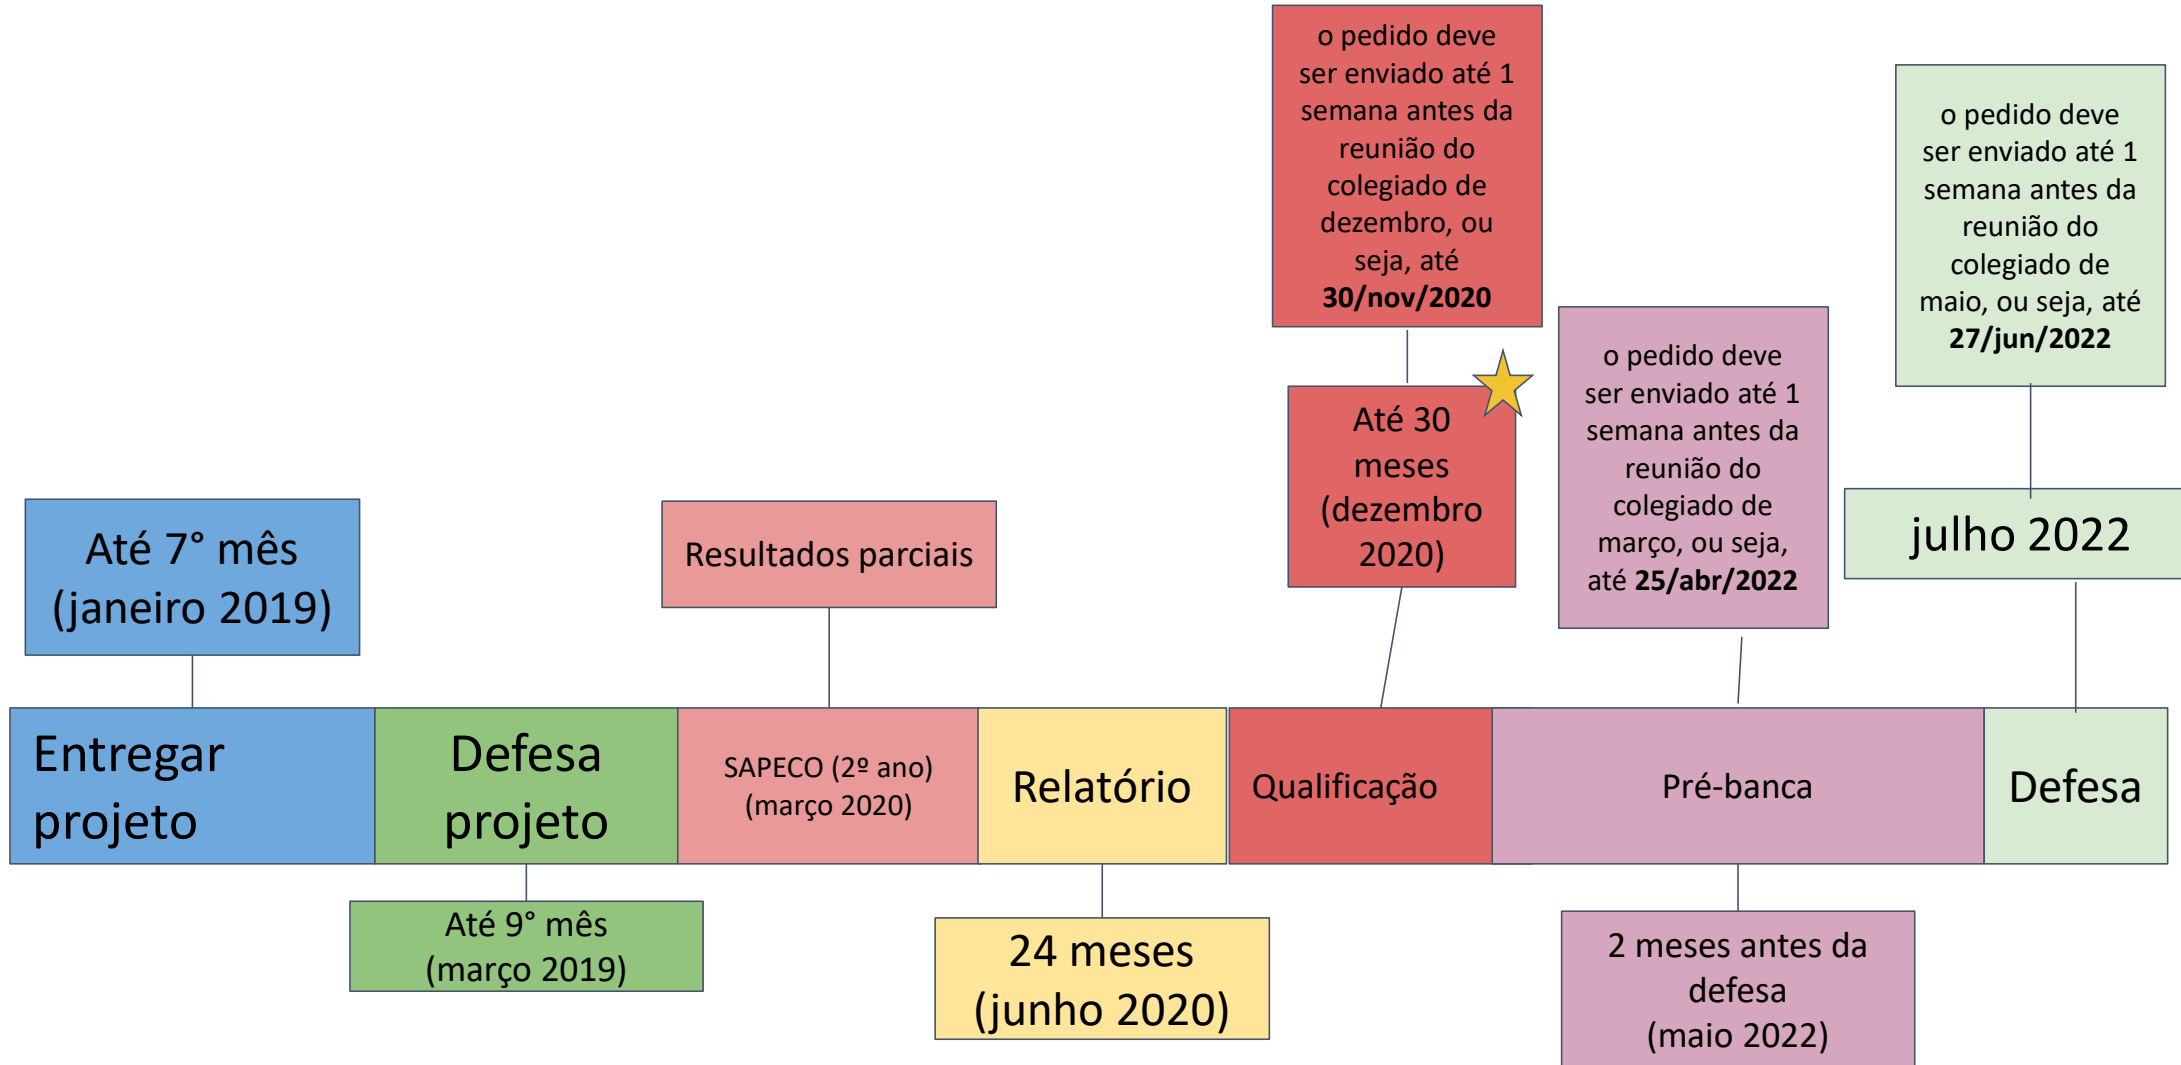 o pedido deve
ser enviado até 1
semana antes da
reunião do
colegiado de
dezembro, ou
seja, até
30/nov/2020
o pedido deve
ser enviado até 1
semana antes da
reunião do
colegiado de
maio, ou seja, até
27/jun/2022
o pedido deve
ser enviado até 1
semana antes da
reunião do
colegiado de
março, ou seja,
até 25/abr/2022
Até 30
meses
(dezembro
2020)
Até 7° mês
(janeiro 2019)
Resultados parciais
julho 2022
Entregar
projeto
Defesa
projeto
SAPECO (2º ano)
(março 2020)
Relatório
Qualificação
Pré-banca
Defesa
Até 9° mês
(março 2019)
24 meses
(junho 2020)
2 meses antes da
defesa
(maio 2022)